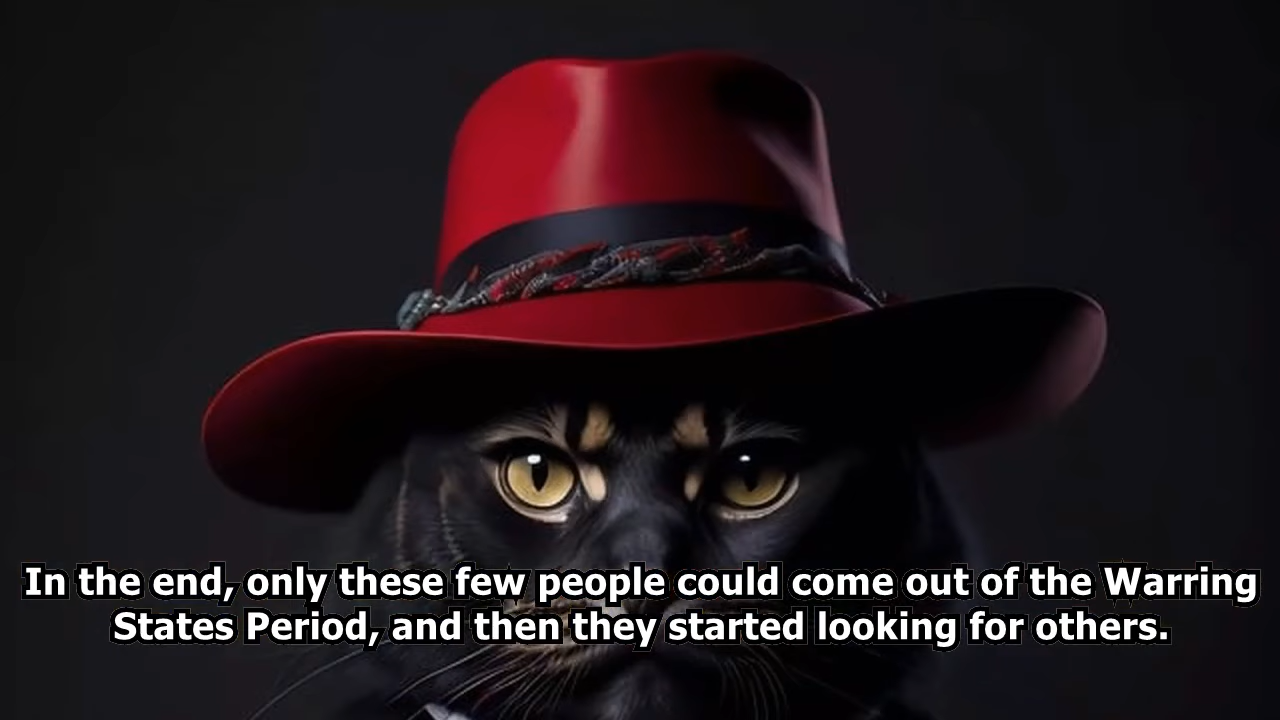 In the end, only these few people could come out of the Warring
States Period, and then they started looking for others.